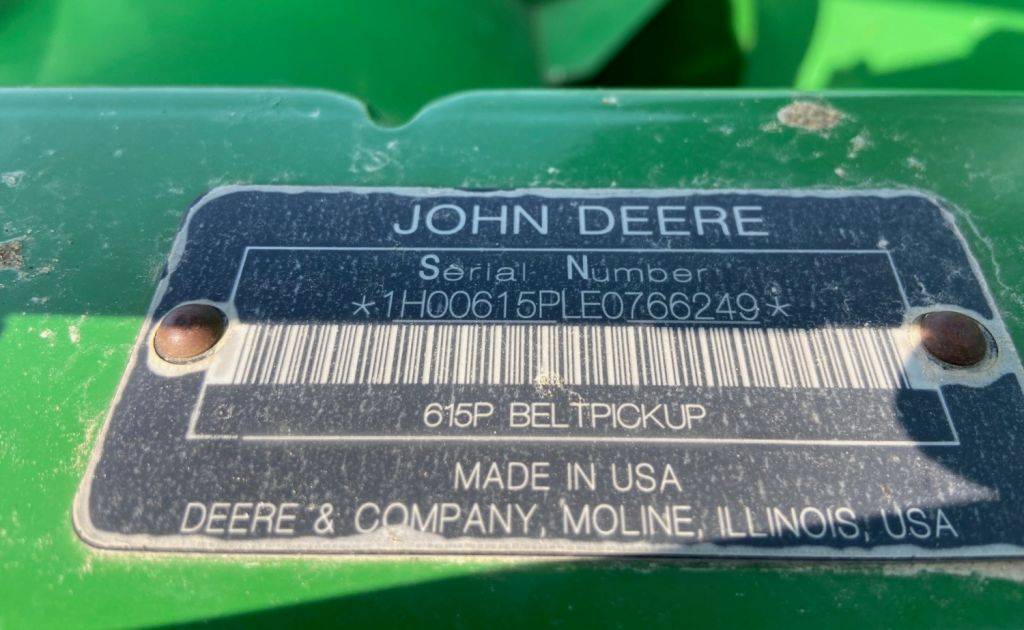 JOHN DEERE
Serial Number
*1H00615PLE0766249*
615P BELTPICKUP
MADE IN USA
DEERE & COMPANY, MOLINE, ILLINOIS, USA